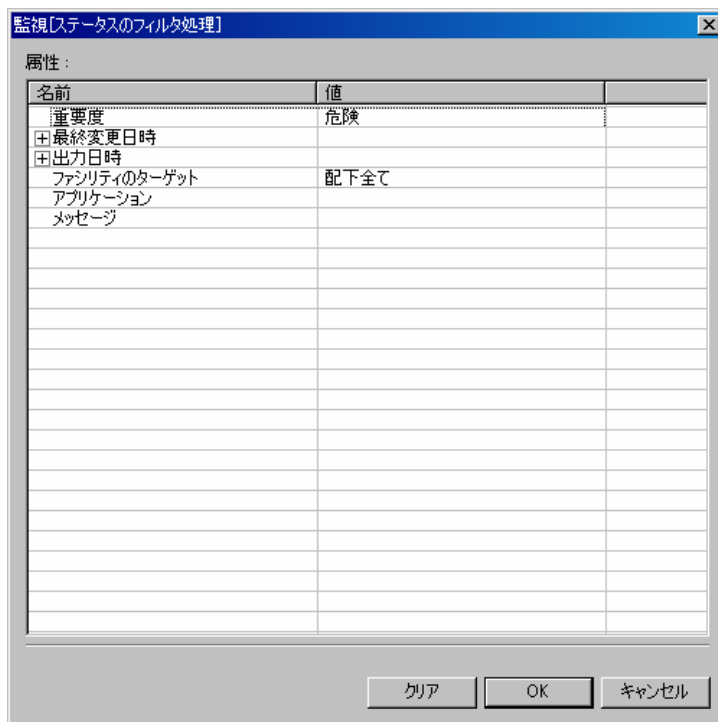 監視[ステータスのフィルタ処理]
属性：
名前 値
重要度 危険
最終変更日時
出力日時
ファシリティのターゲット 配下全て
アプリケーション
メッセージ
クリア OK キャンセル